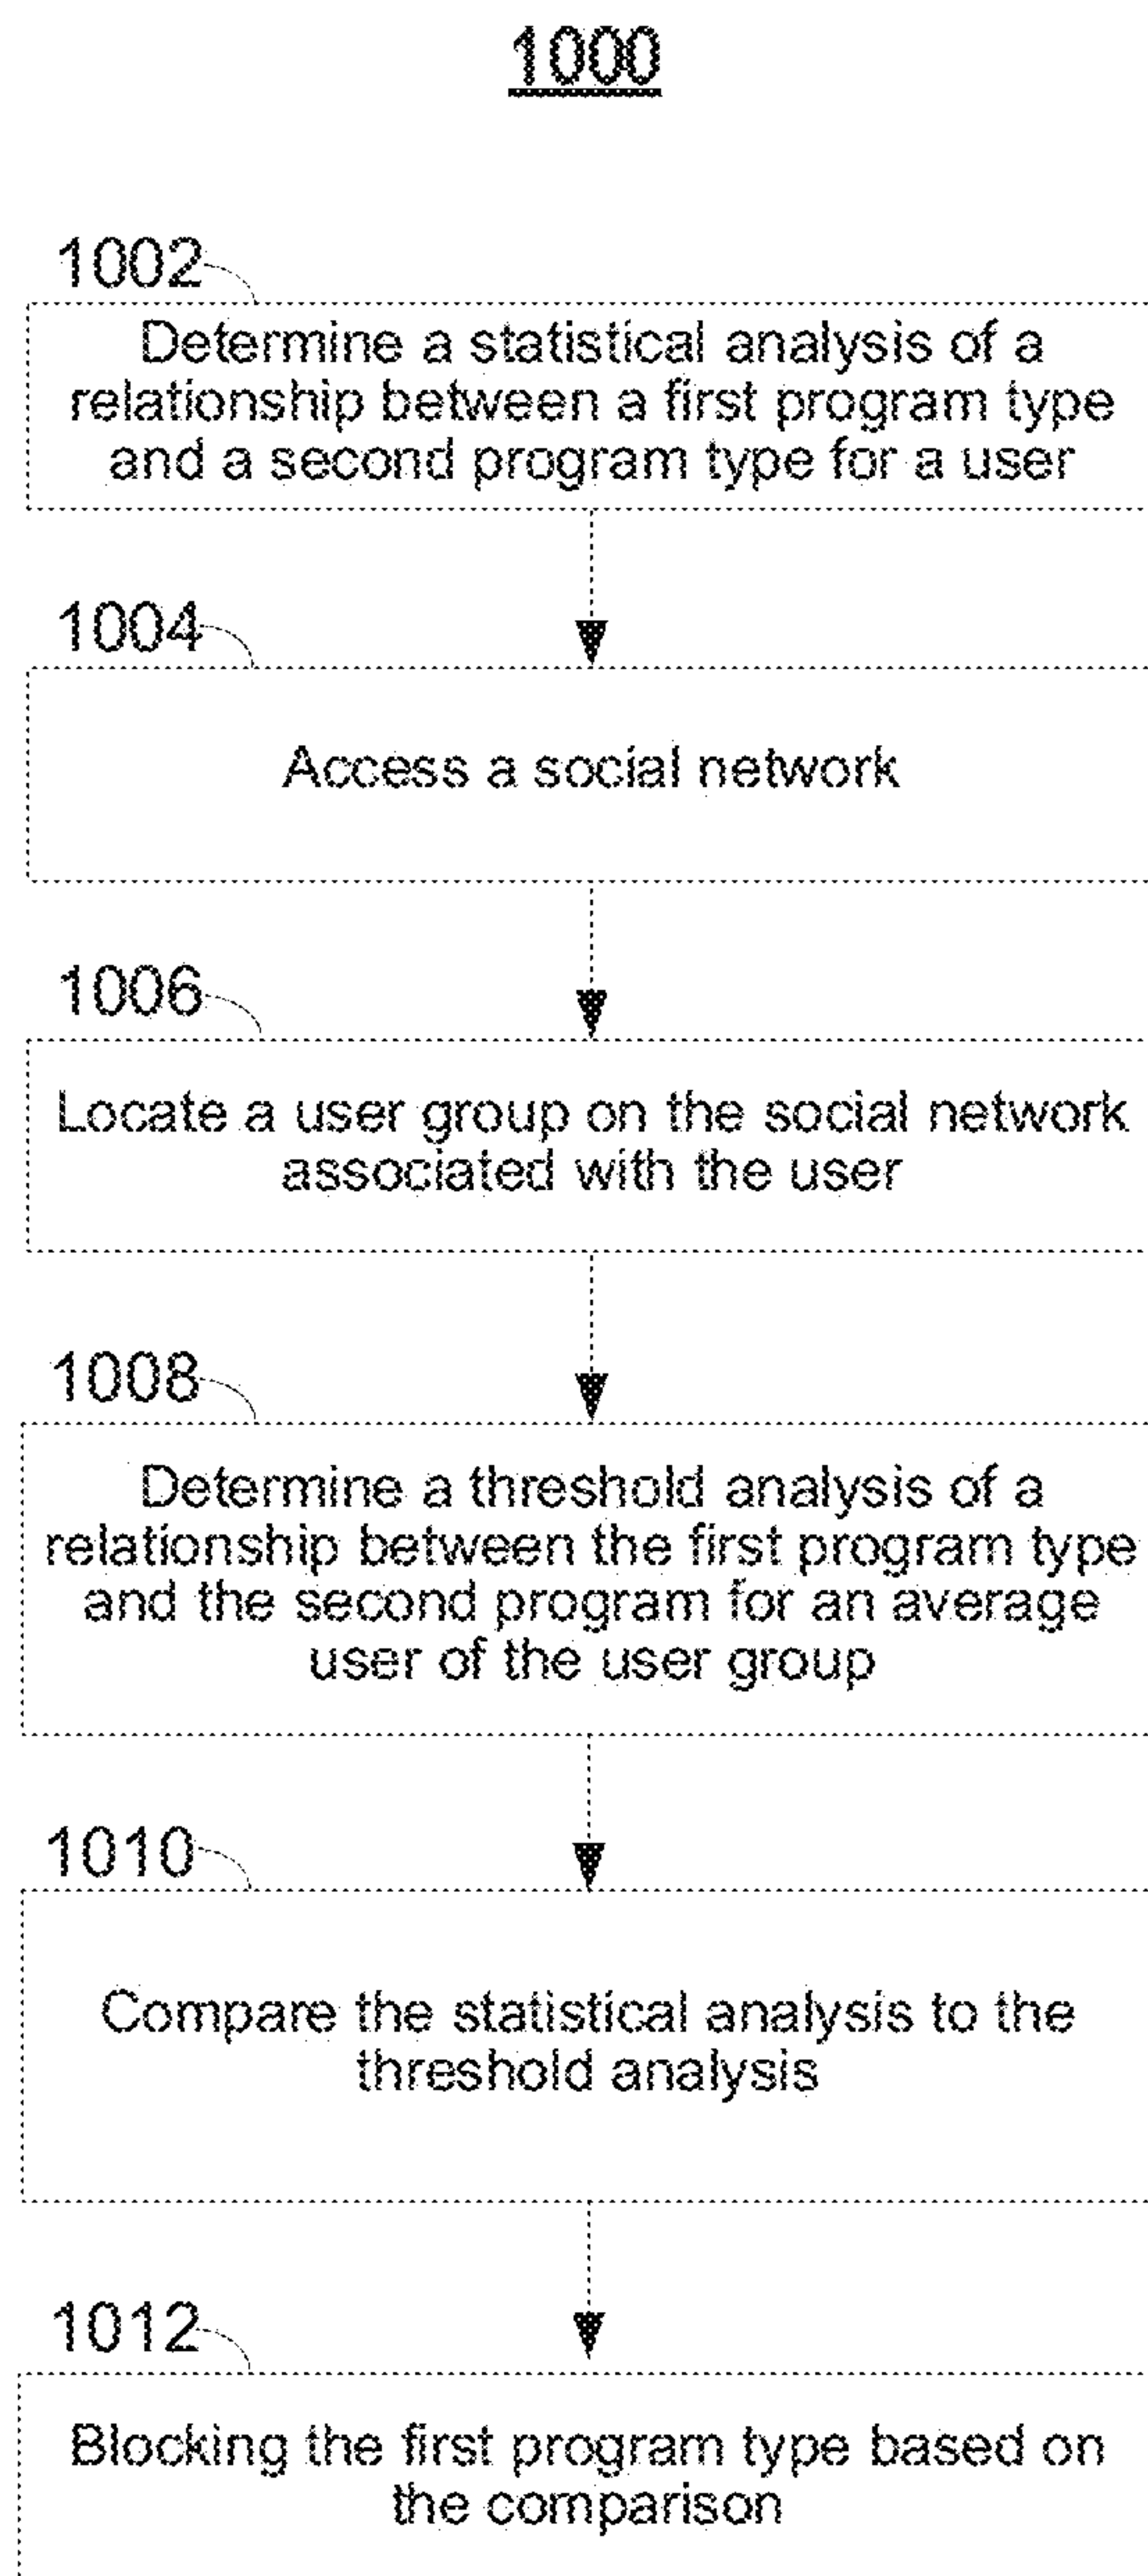 1000
1002
Determine a statistical analysis of a
relationship between a first program type
and a second program type for a user
1004
Access a social network
1006
Locate a user group on the social network
associated with the user
1008
Determine a threshold analysis of a
relationship between the first program type
and the second program for an average
user of the user group
1010
Compare the statistical analysis to the
threshold analysis
1012
Blocking the first program type based on
the comparison